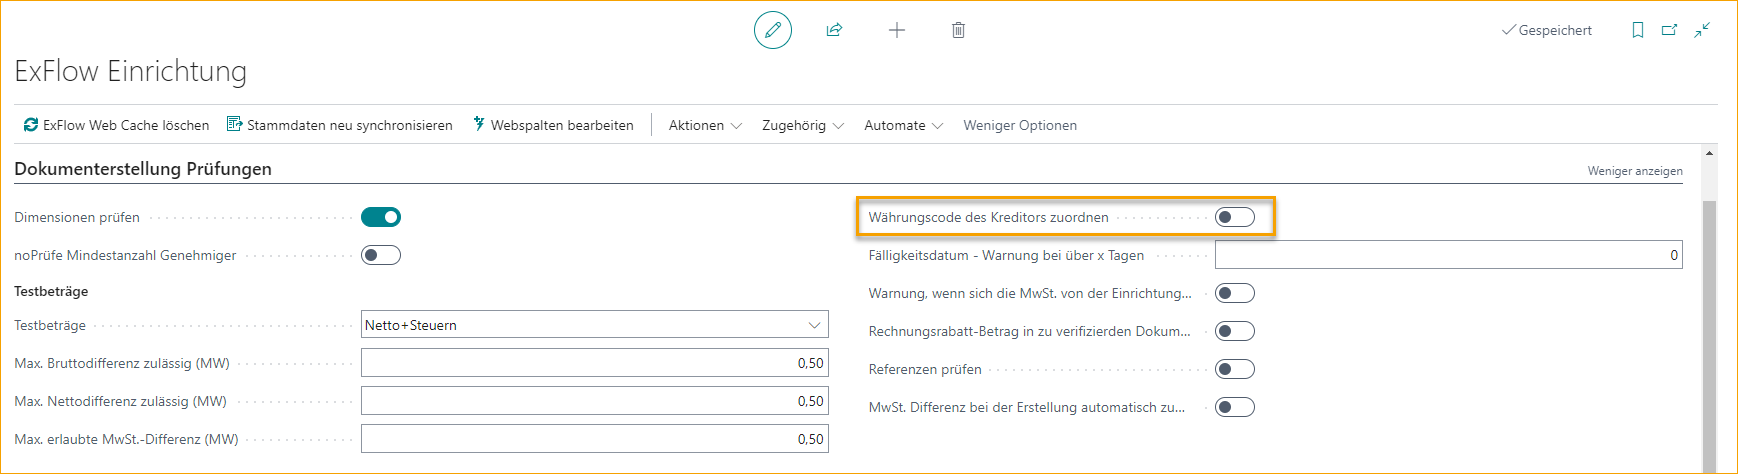 Gespeichert
ExFlow Einrichtung
ExFlow Web Cache löschen Stammdaten neu synchronisieren Webspalten bearbeiten Aktionen Zugehörig Automate Weniger Optionen
Dokumenterstellung Prüfungen Weniger anzeigen
Dimensionen prüfen
noPrüfe Mindestanzahl Genehmiger
Testbeträge
Testbeträge Netto+Steuern
Max. Bruttodifferenz zulässig (MW) 0,50
Max. Nettodifferenz zulässig (MW) 0,50
Max. erlaubte MwSt.-Differenz (MW) 0,50
Währungscode des Kreditors zuordnen
Fälligkeitsdatum - Warnung bei über x Tagen 0
Warnung, wenn sich die MwSt. von der Einrichtung...
Rechnungsrabatt-Betrag in zu verifizierden Dokum...
Referenzen prüfen
MwSt. Differenz bei der Erstellung automatisch zu...